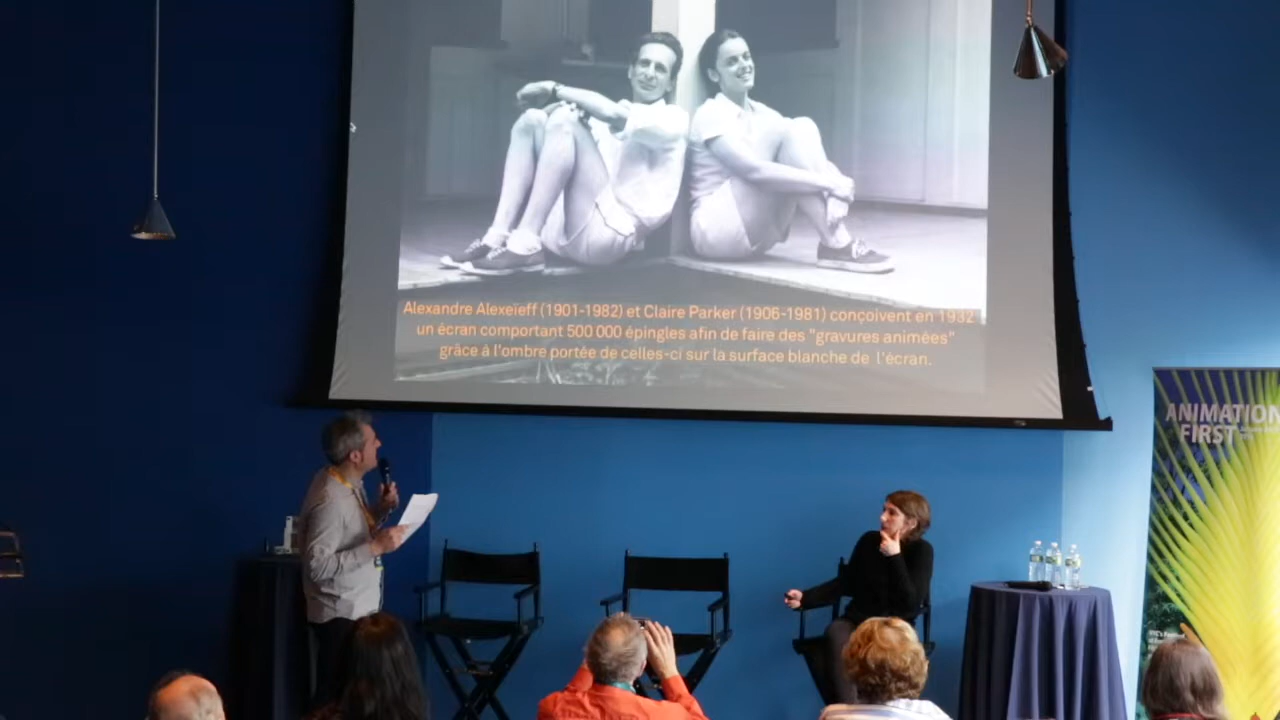 Alexandre Alexeïeff (1901-1982) et Claire Parker (1906-1981) conçoivent en 1932
un écran comportant 500 000 épingles afin de faire des "gravures animées"
grâce à l'ombre portée de celles-ci sur la surface blanche de l'écran.
ANIMATION
FIRST